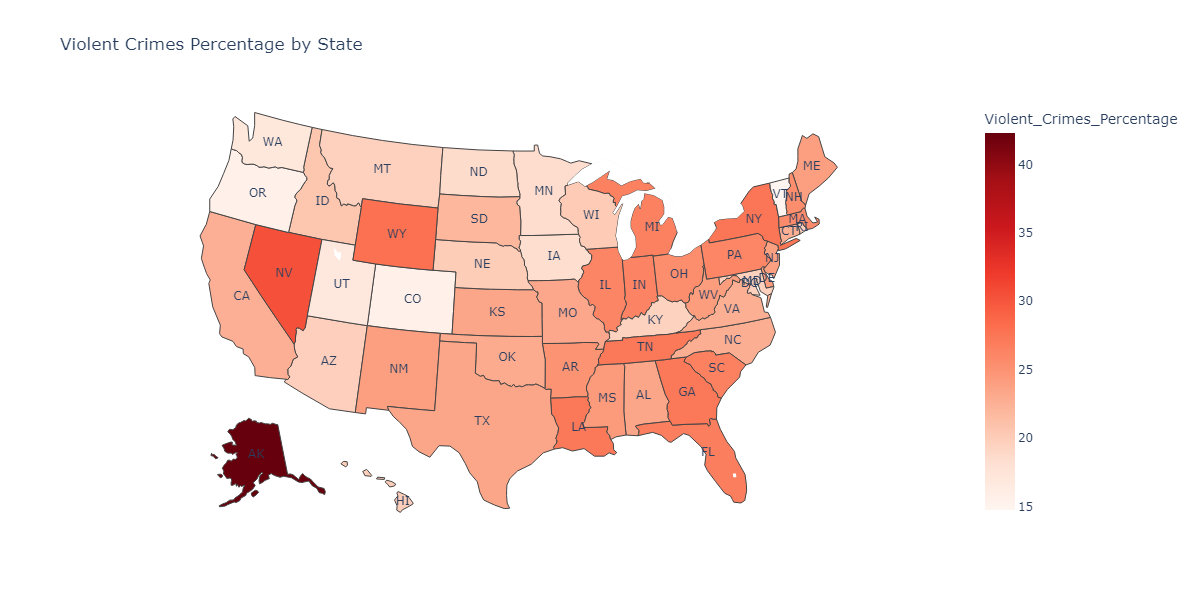 Violent Crimes Percentage by State
Violent_Crimes_Percentage
WA
ME
MT
ND
VT
NH
OR
MN
ID
WI
SD
NY
MA
MI
RI
CT
WY
PA
IA
NJ
NE
NV
OH
UT
IL
IN
MD
DE
DC
CA
WV
CO
VA
KS
MO
KY
NC
TN
OK
AZ
AR
NM
SC
GA
AL
MS
TX
LA
FL
AK
HI
40
35
30
25
20
15